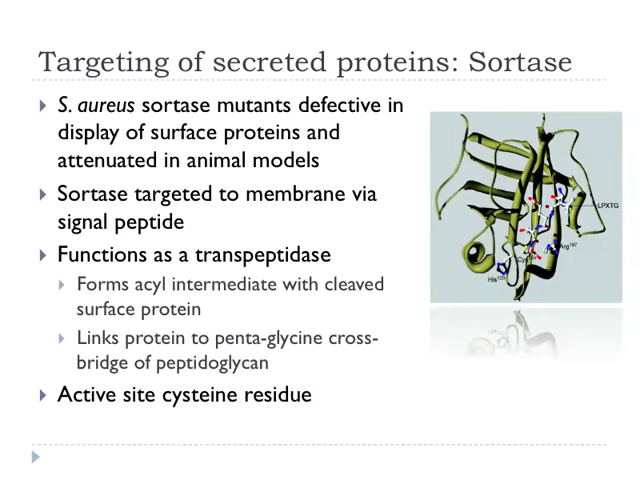 Targeting of secreted proteins: Sortase
S. aureus sortase mutants defective in
display of surface proteins and
attenuated in animal models
Sortase targeted to membrane via
signal peptide
Functions as a transpeptidase
Forms acyl intermediate with cleaved
surface protein
Links protein to penta-glycine cross-
bridge of peptidoglycan
Active site cysteine residue
LPXTG
Arg197